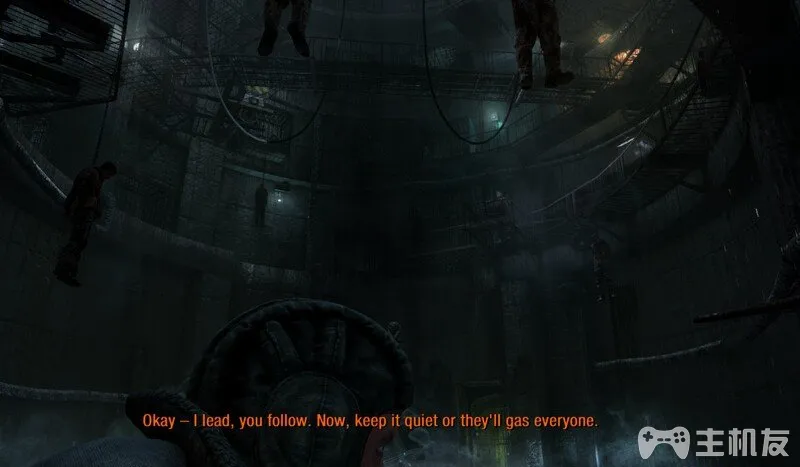 Okay – I lead, you follow. Now, keep it quiet or they'll gas everyone.
主机友